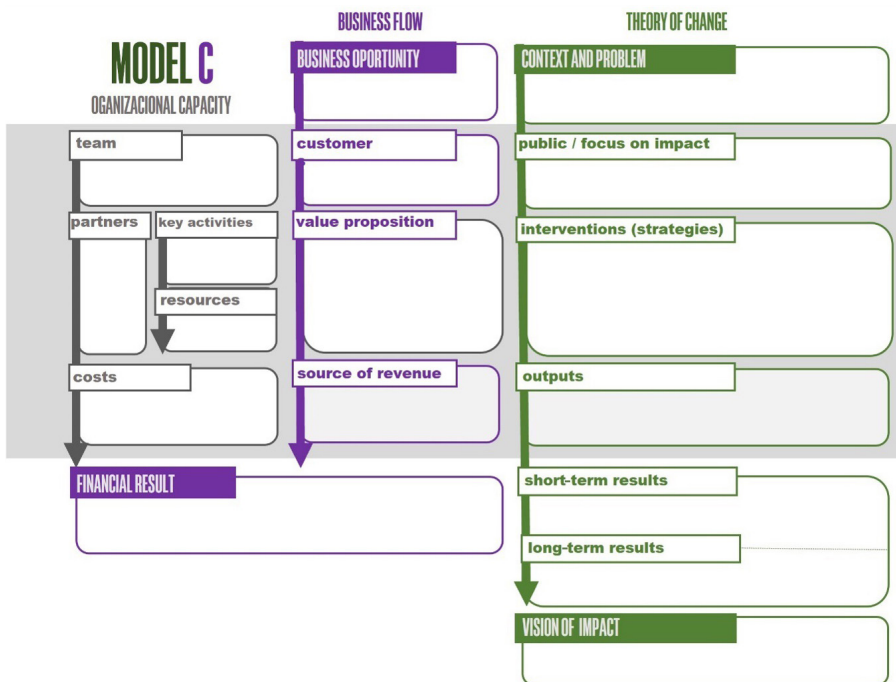 BUSINESS FLOW
THEORY OF CHANGE
MODEL C
OGANIZACIONAL CAPACITY
BUSINESS OPORTUNITY
CONTEXT AND PROBLEM
team
customer
public / focus on impact
partners
key activities
value proposition
interventions (strategies)
resources
costs
source of revenue
outputs
FINANCIAL RESULT
short-term results
long-term results
VISION OF IMPACT